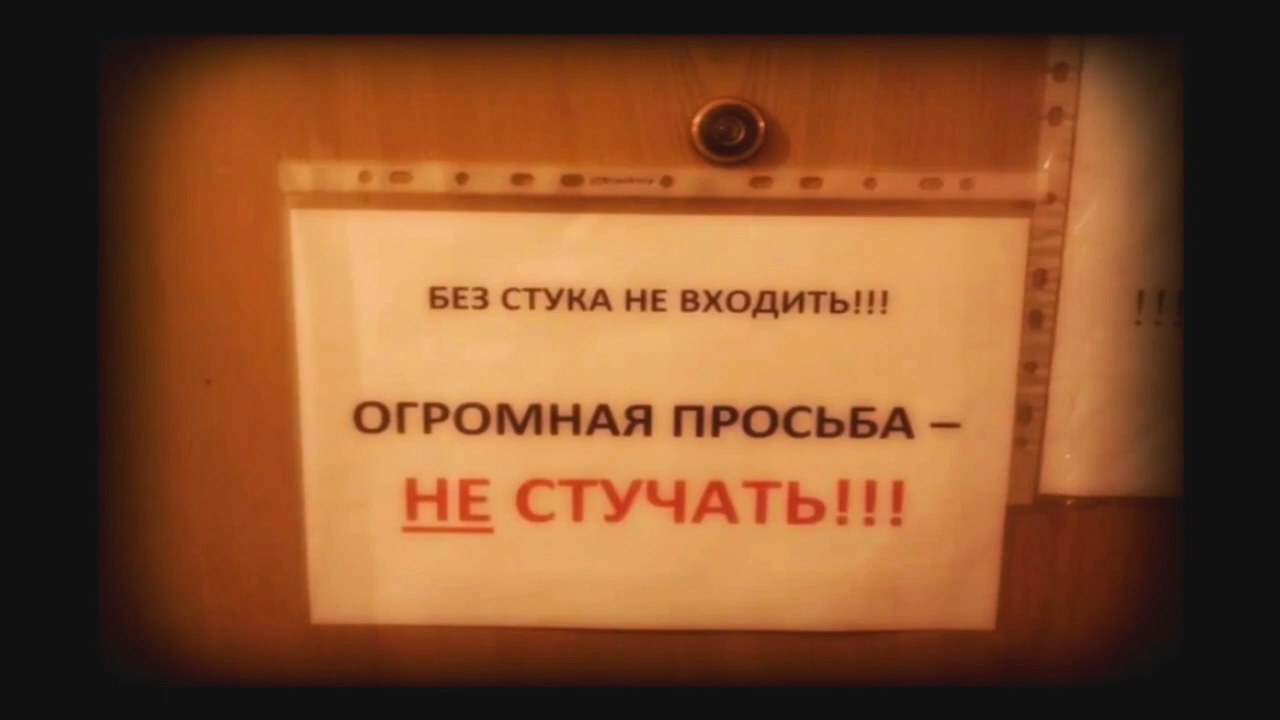 БЕЗ СТУКА НЕ ВХОДИТЬ!!!
ОГРОМНАЯ ПРОСЬБА –
НЕ СТУЧАТЬ!!!
!!!